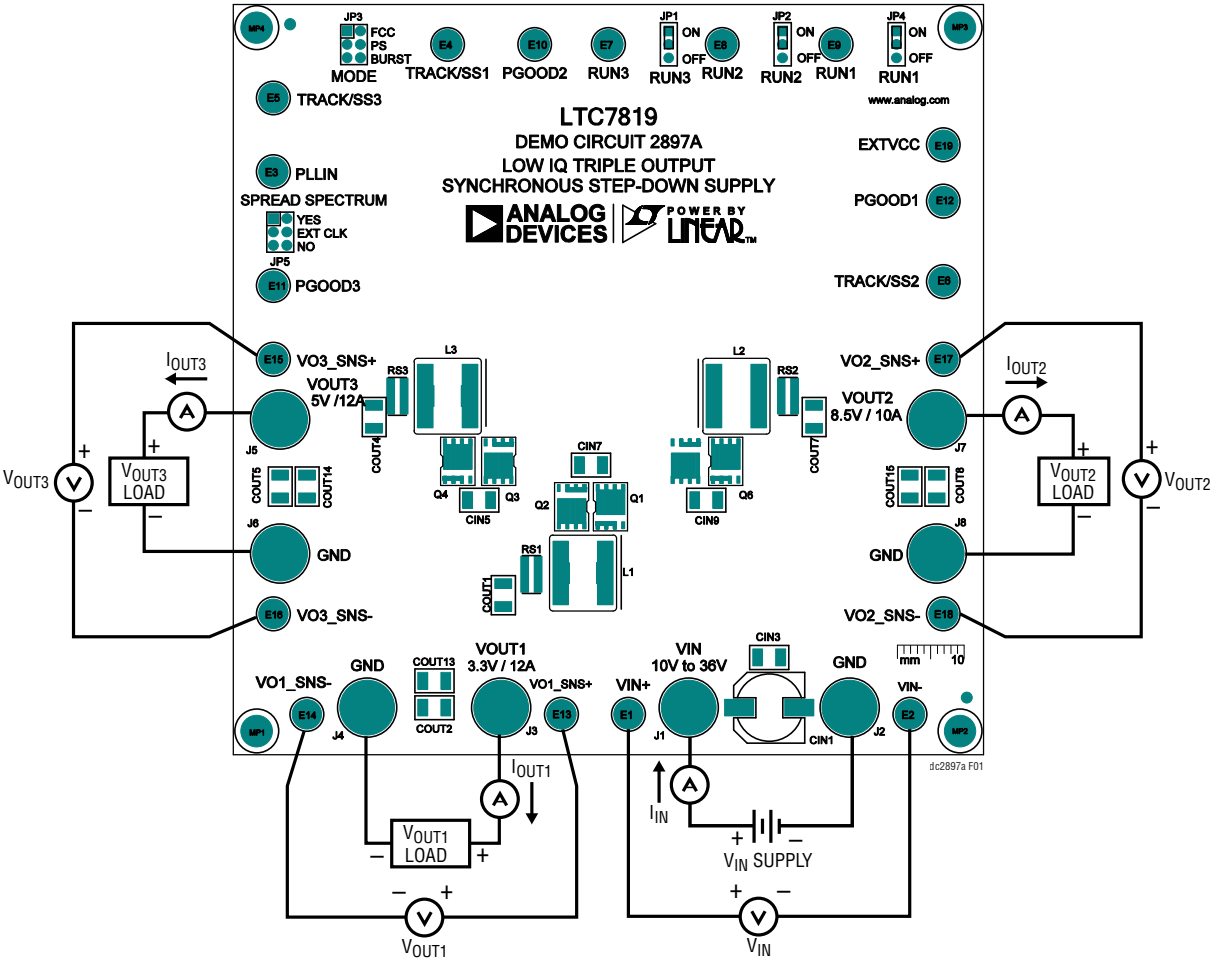 MP4
JP3
FCC
PS
BURST
MODE
E4
TRACK/SS1
E10
PGOOD2
E7
RUN3
JP1
ON
OFF
RUN3
E8
RUN2
JP2
ON
OFF
RUN2
E9
RUN1
JP4
ON
OFF
RUN1
MP3
www.analog.com
E5
TRACK/SS3
LTC7819
DEMO CIRCUIT 2897A
LOW IQ TRIPLE OUTPUT
SYNCHRONOUS STEP-DOWN SUPPLY
ANALOG
DEVICES
POWER BY
LINEAR TM
EXTVCC
E19
E3
PLLIN
PGOOD1
E12
SPREAD SPECTRUM
YES
EXT CLK
NO
JP5
E11
PGOOD3
TRACK/SS2
E6
E15
VO3_SNS+
VOUT3
5V /12A
J5
IOUT3
A
VOUT3
V
+
−
+
VOUT3
LOAD
−
COUT5
COUT14
J6
GND
E16
VO3_SNS-
RS3
L3
COUT4
Q4
Q3
CIN5
CIN7
Q2
Q1
RS1
L1
COUT1
L2
RS2
COUT7
Q6
CIN9
VO2_SNS+
E17
VOUT2
8.5V / 10A
J7
IOUT2
A
+
VOUT2
LOAD
−
+
V
VOUT2
−
COUT15
COUT8
J8
GND
VO2_SNS-
E18
mm
10
VO1_SNS-
E14
GND
J4
COUT13
COUT2
VOUT1
3.3V / 12A
J3
VO1_SNS+
E13
VIN+
E1
VIN
10V to 36V
J1
CIN3
CIN1
GND
J2
VIN-
E2
MP1
MP2
dc2897a F01
A
IOUT1
−
VOUT1
LOAD
+
−
+
V
VOUT1
IIN
A
+
−
VIN SUPPLY
+
−
V
VIN